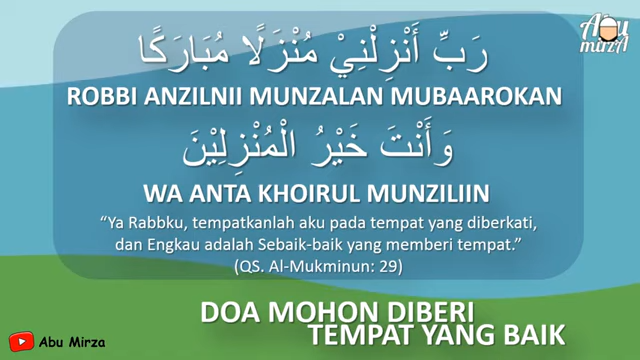 Abu
mirzA
رَبِّ أَنْزِلْنِيْ مُنْزَلًا مُبَارَكًا
ROBBI ANZILNII MUNZALAN MUBAAROKAN
وَأَنْتَ خَيْرُ الْمُنْزِلِيْنَ
WA ANTA KHOIRUL MUNZILIIN
“Ya Rabbku, tempatkanlah aku pada tempat yang diberkati,
dan Engkau adalah Sebaik-baik yang memberi tempat.”
(QS. Al-Mukminun: 29)
DOA MOHON DIBERI
TEMPAT YANG BAIK
Abu Mirza